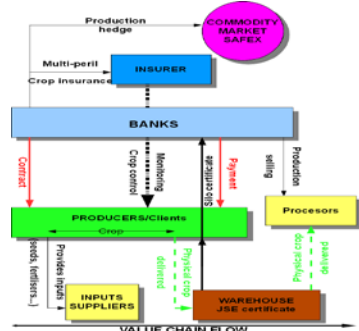 Production
hedge
COMMODITY
MARKET
SAFEX
Multi-peril
Crop insurance
INSURER
BANKS
Contract
Crop control
Monitoring
Silo certificate
Payment
Production
selling
PRODUCERS/Clients
Crop
Procesors
(seeds, fertilisers...)
Provides inputs
Physical crop
delivered
Physical crop
delivered
INPUTS
SUPPLIERS
WAREHOUSE
JSE certificate
VALUE CHAIN FLOW